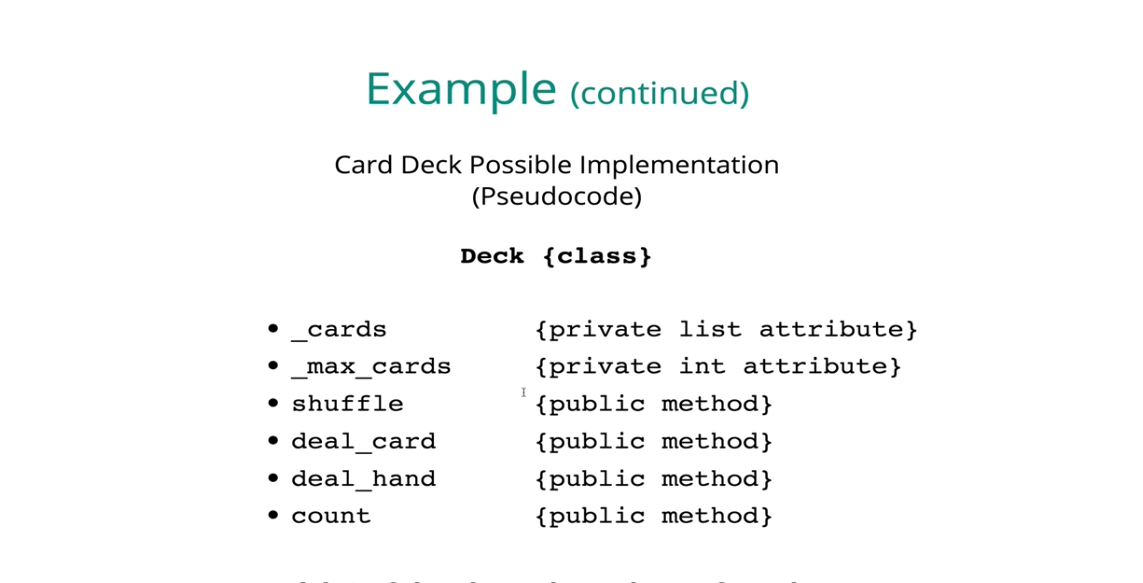 Example (continued)
Card Deck Possible Implementation
(Pseudocode)
Deck {class}
• _cards {private list attribute}
• _max_cards {private int attribute}
• shuffle {public method}
• deal_card {public method}
• deal_hand {public method}
• count {public method}